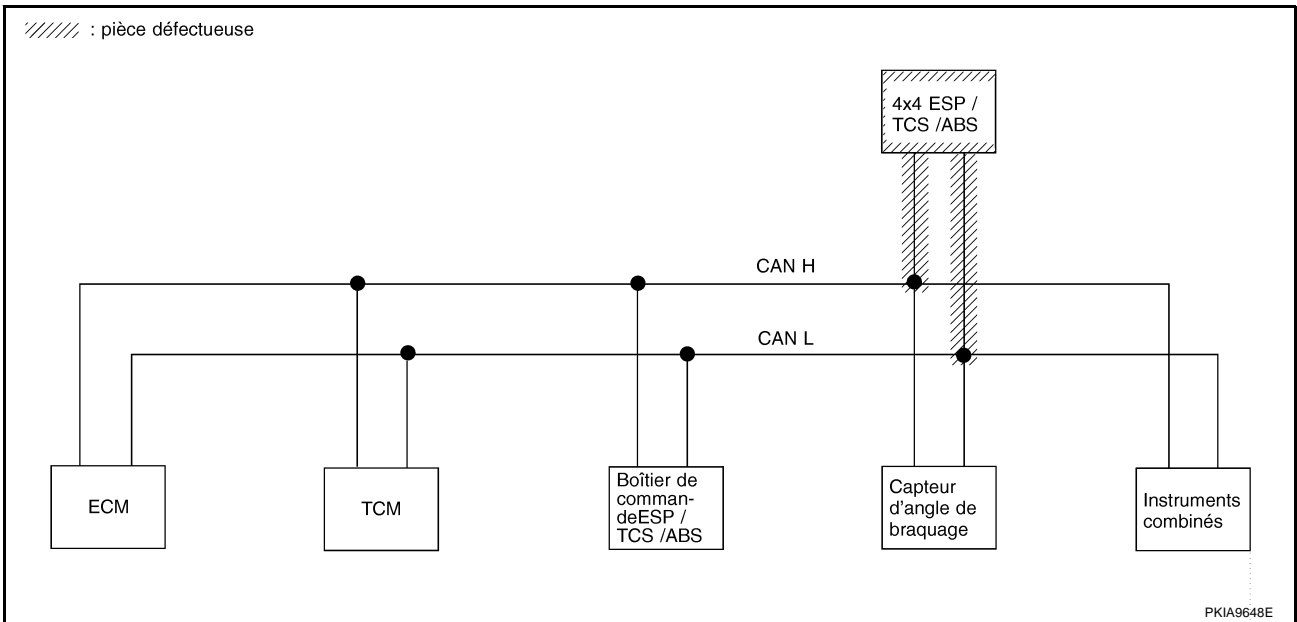 : pièce défectueuse
4x4 ESP /
TCS /ABS
CAN H
CAN L
ECM
TCM
Boîtier de
comman-
deESP /
TCS /ABS
Capteur
d'angle de
braquage
Instruments
combinés
PKIA9648E